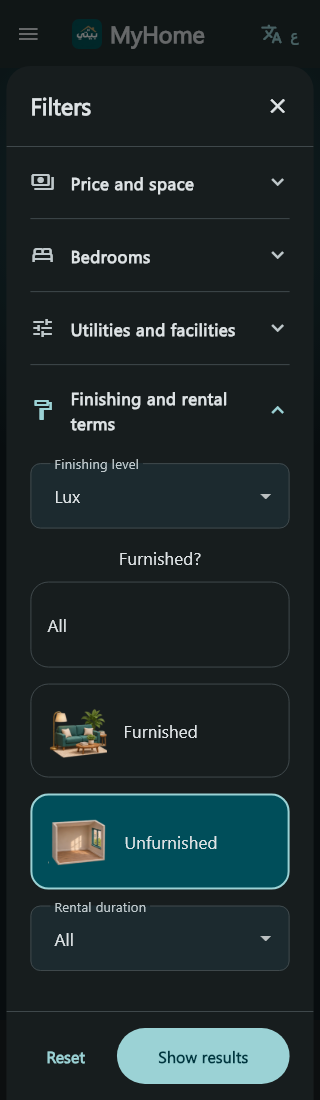 MyHome
ع
Filters
Price and space
Bedrooms
Utilities and facilities
Finishing and rental
terms
Finishing level
Lux
Furnished?
All
Furnished
Unfurnished
Rental duration
All
Reset
Show results